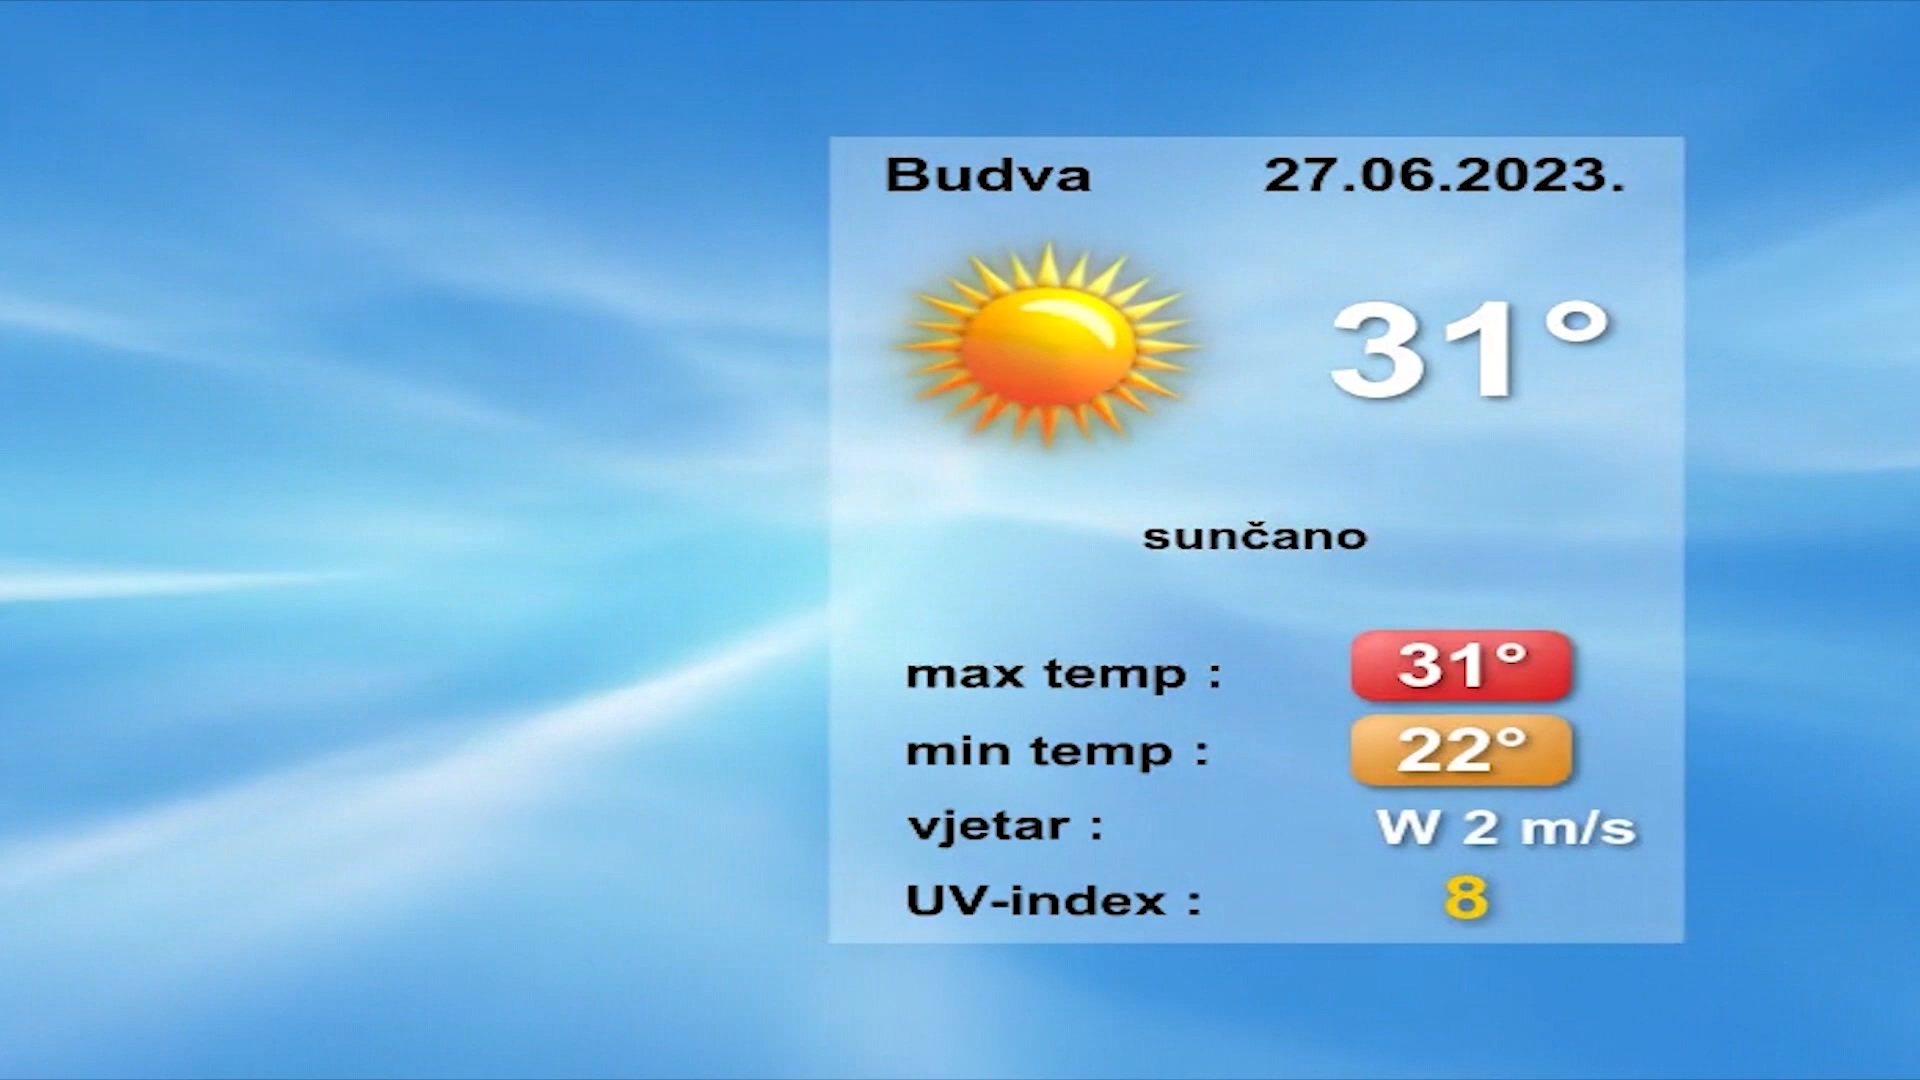 Budva 27.06.2023.
31°
sunčano
max temp : 31°
min temp : 22°
vjetar : W 2 m/s
UV-index : 8